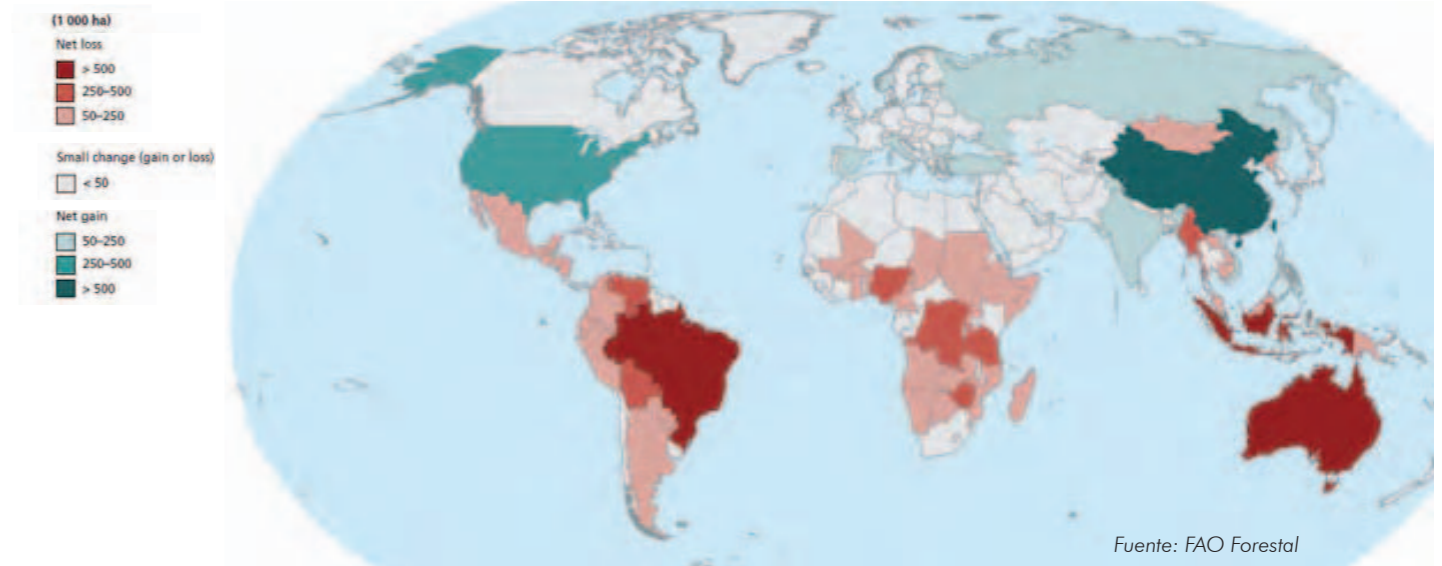 (1 000 ha)
Net loss
> 500
250–500
50–250
Small change (gain or loss)
< 50
Net gain
50–250
250–500
> 500
Fuente: FAO Forestal